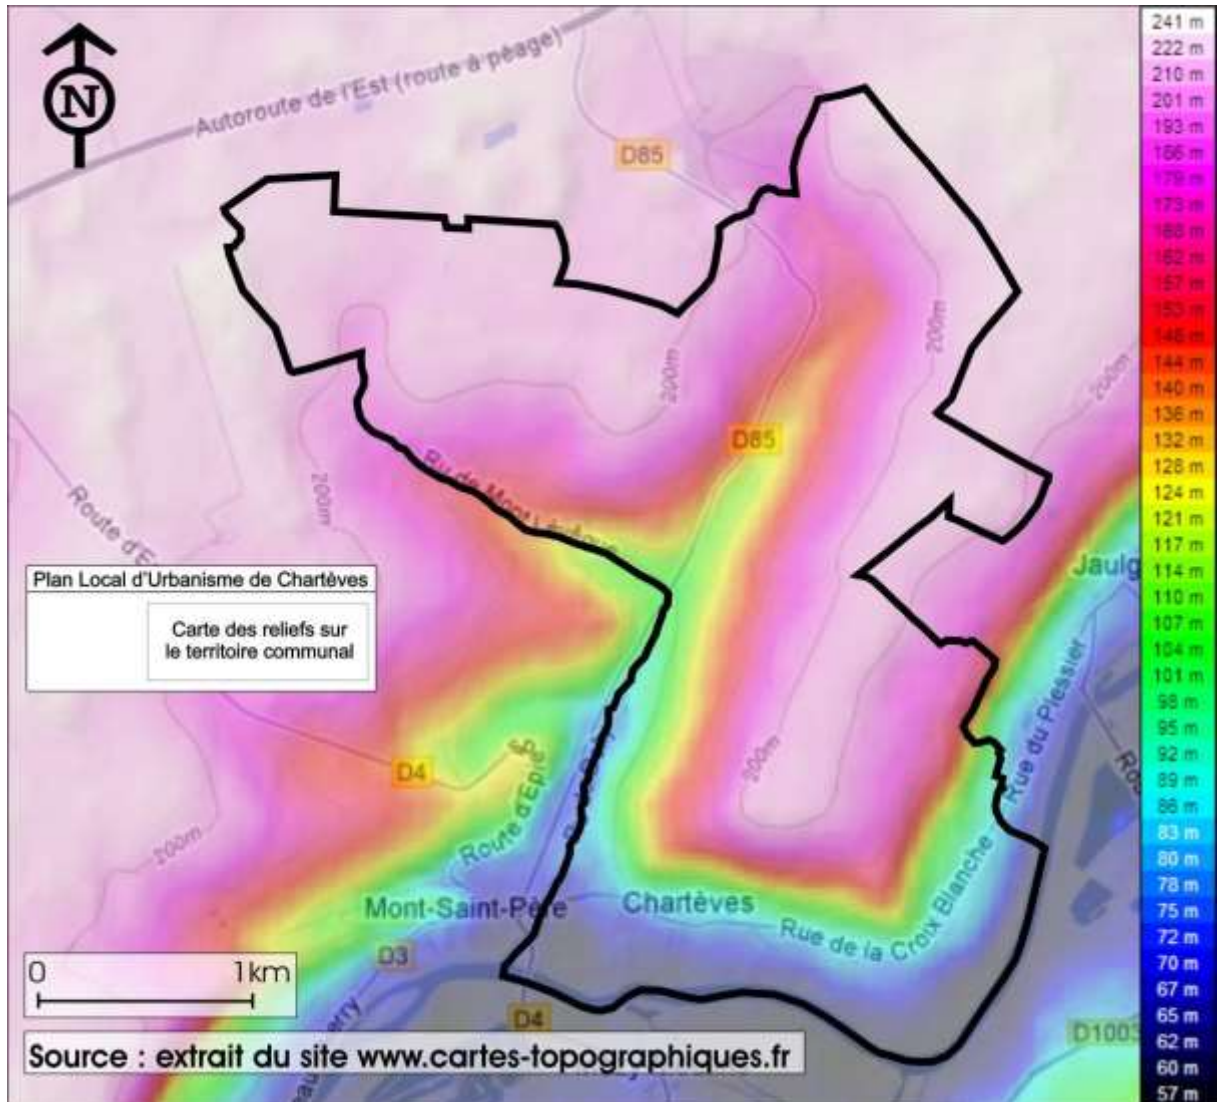 N
Autoroute de l'Est (route à péage)
D85
200m
200m
200m
200m
D85
Ru de Mont
200m
Route d'E
Jaulg
Plan Local d'Urbanisme de Chartèves
Carte des reliefs sur
le territoire communal
Rue du Plessier
200m
D4
Route d'Epie
200m
Mont-Saint-Père
Chartèves
Rue de la Croix Blanche
D3
0 1km
D4
D1003
Source : extrait du site www.cartes-topographiques.fr
241 m
222 m
210 m
201 m
193 m
186 m
179 m
173 m
168 m
162 m
157 m
153 m
148 m
144 m
140 m
136 m
132 m
128 m
124 m
121 m
117 m
114 m
110 m
107 m
104 m
101 m
98 m
95 m
92 m
89 m
86 m
83 m
80 m
78 m
75 m
72 m
70 m
67 m
65 m
62 m
60 m
57 m